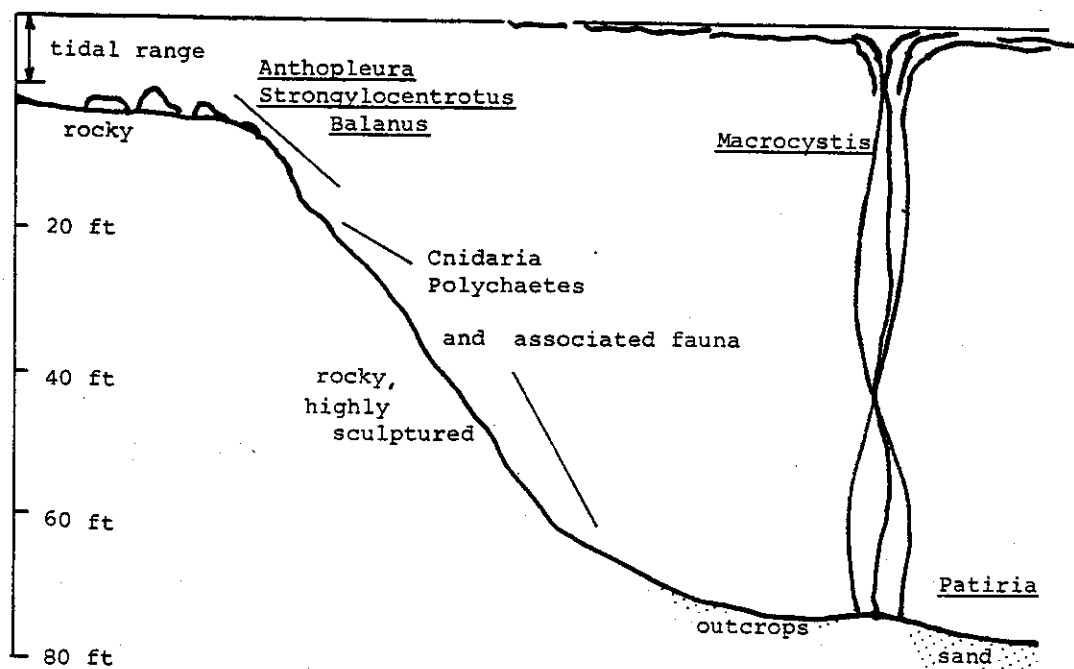 tidal range
Anthopleura
Strongylocentrotus
Balanus
rocky
Macrocystis
20 ft
Cnidaria
Polychaetes
and associated fauna
40 ft
rocky,
highly
sculptured
60 ft
Patiria
outcrops
sand
80 ft